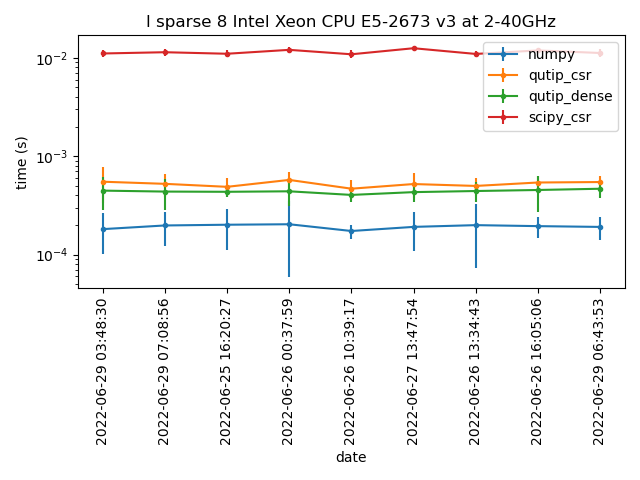 I sparse 8 Intel Xeon CPU E5-2673 v3 at 2-40GHz
time (s)
10⁻²
10⁻³
10⁻⁴
numpy
qutip_csr
qutip_dense
scipy_csr
2022-06-29 03:48:30
2022-06-29 07:08:56
2022-06-25 16:20:27
2022-06-26 00:37:59
2022-06-26 10:39:17
2022-06-27 13:47:54
2022-06-26 13:34:43
2022-06-26 16:05:06
2022-06-29 06:43:53
date